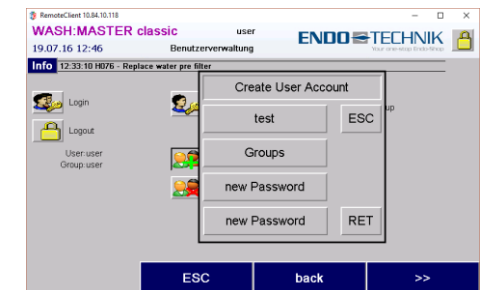 RemoteClient 10.84.10.118
WASH:MASTER classic user
ENDO TECHNIK
19.07.16 12:46 Benutzerverwaltung
Your one-stop Endo-Shop
Info 12:33:10 H076 - Replace water pre filter
Create User Account
Login
up
test ESC
Logout
Groups
User:user
Group:user
new Password
new Password RET
ESC back >>